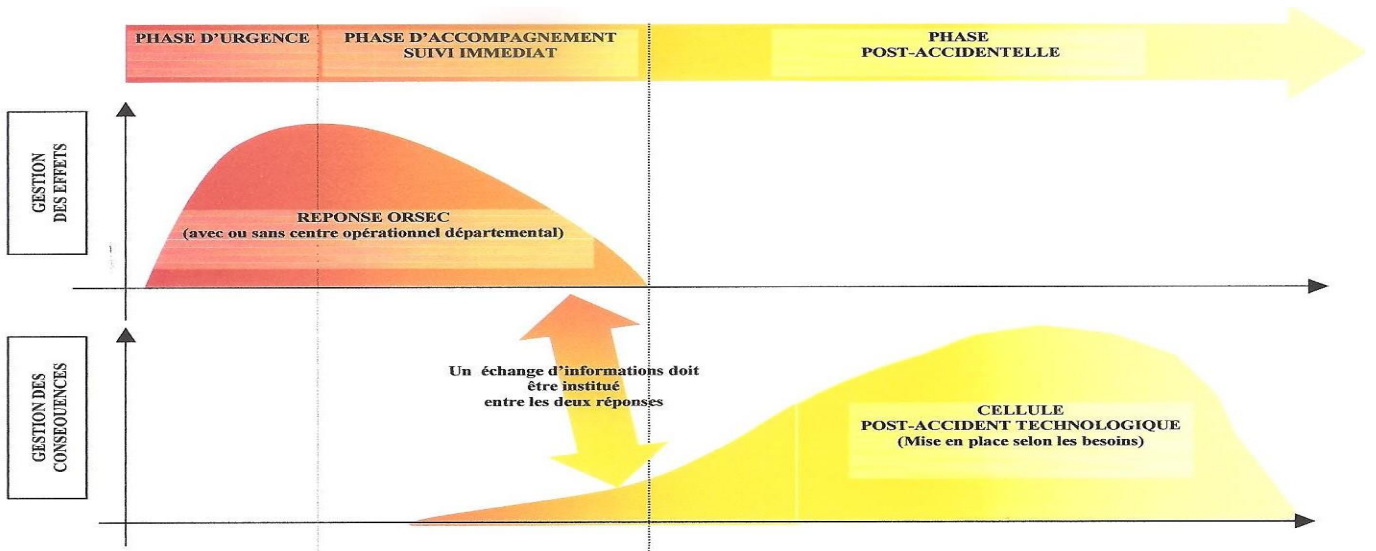 PHASE D'URGENCE
PHASE D'ACCOMPAGNEMENT
SUIVI IMMEDIAT
PHASE
POST-ACCIDENTELLE
GESTION
DES EFFETS
REPONSE ORSEC
(avec ou sans centre opérationnel départemental)
Un échange d'informations doit
être institué
entre les deux réponses
GESTION DES
CONSEQUENCES
CELLULE
POST-ACCIDENT TECHNOLOGIQUE
(Mise en place selon les besoins)